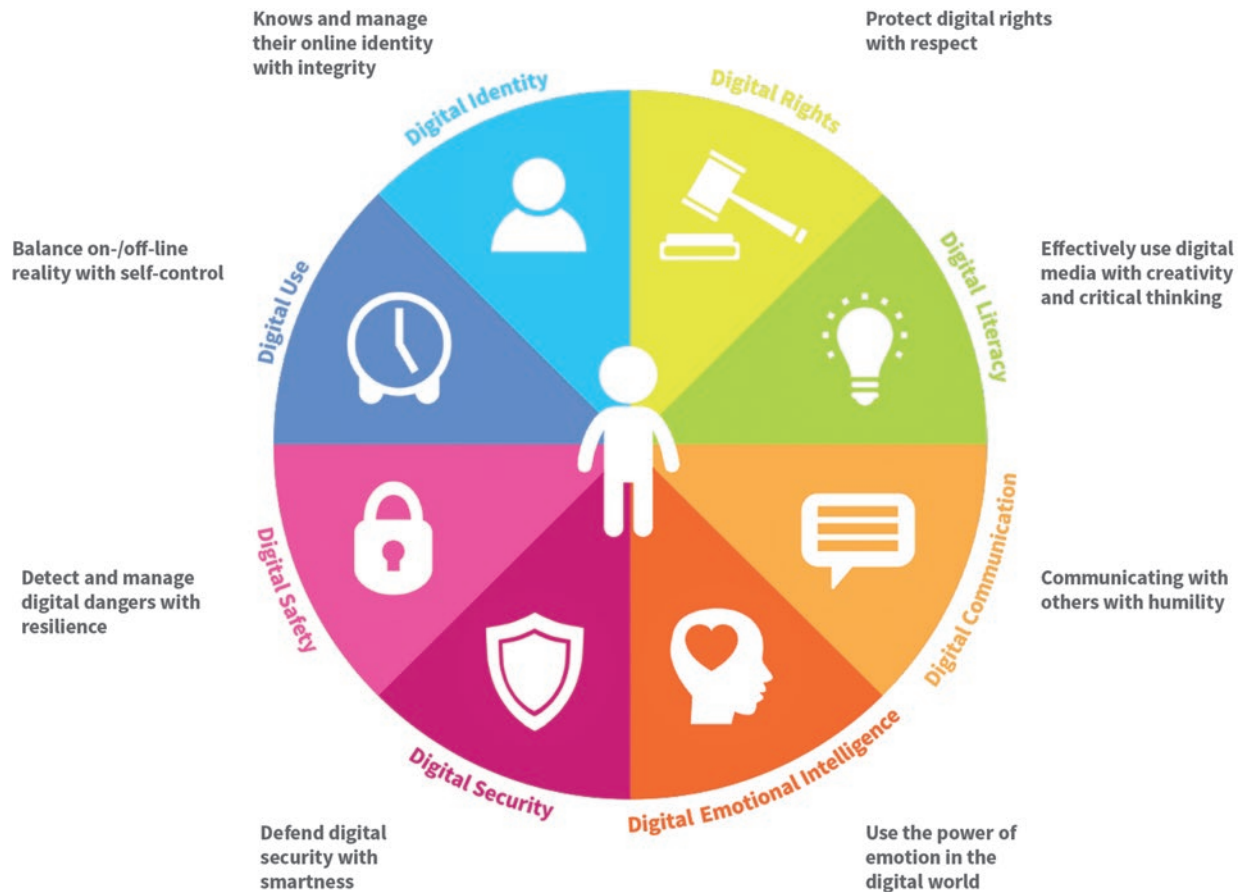 Knows and manage
their online identity
with integrity
Protect digital rights
with respect
Digital Identity
Digital Rights
Balance on-/off-line
reality with self-control
Digital Use
Digital Literacy
Effectively use digital
media with creativity
and critical thinking
Detect and manage
digital dangers with
resilience
Digital Safety
Digital Communication
Communicating with
others with humility
Digital Security
Digital Emotional Intelligence
Defend digital
security with
smartness
Use the power of
emotion in the
digital world